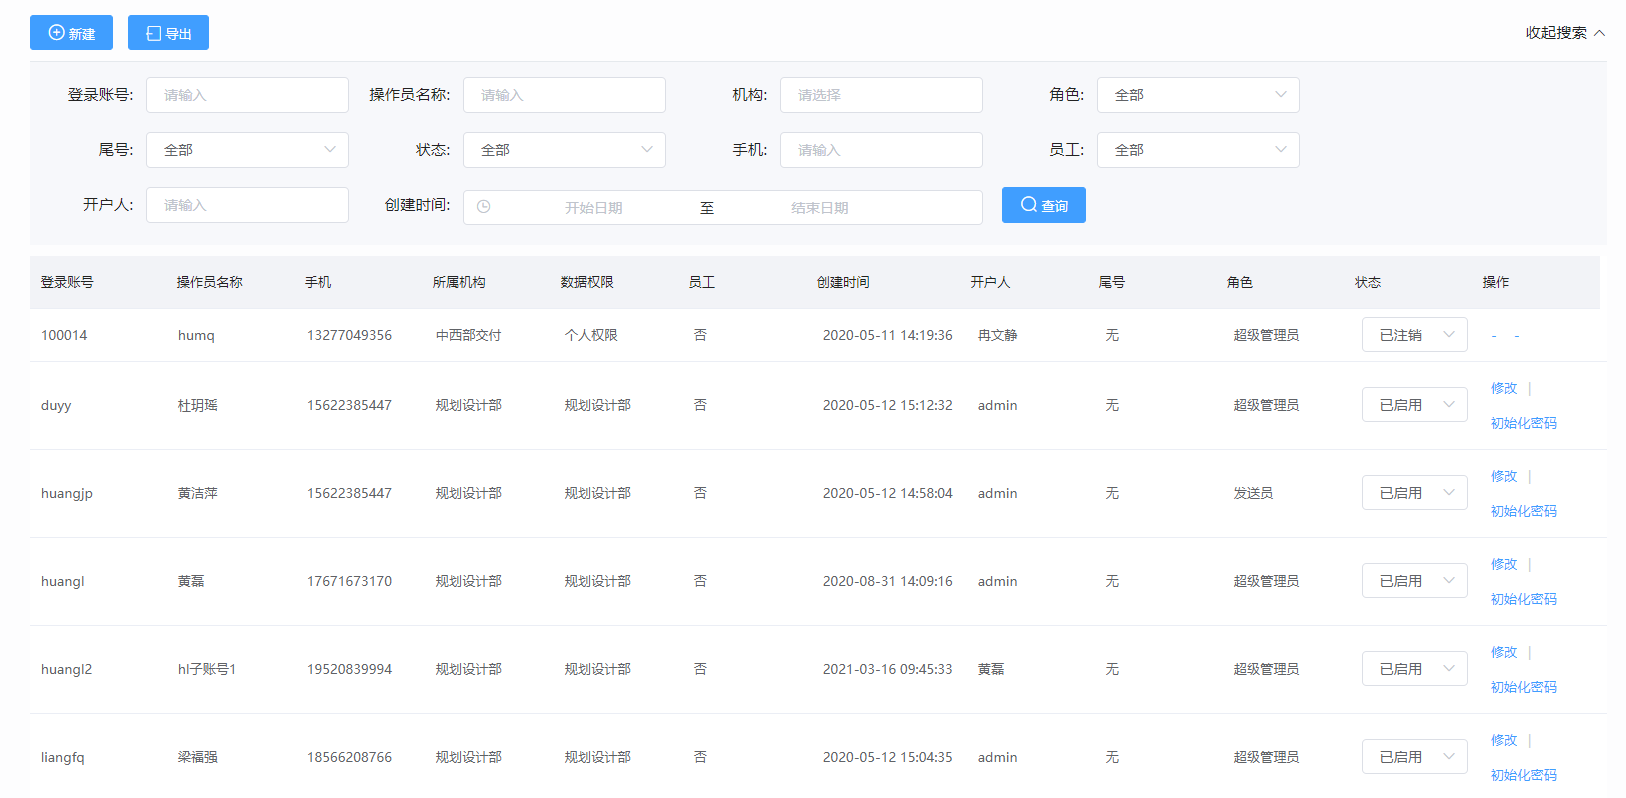 新建 导出 收起搜索
登录账号: 请输入 操作员名称: 请输入 机构: 请选择 角色: 全部
尾号: 全部 状态: 全部 手机: 请输入 员工: 全部
开户人: 请输入 创建时间: 开始日期 至 结束日期 查询
登录账号 操作员名称 手机 所属机构 数据权限 员工 创建时间 开户人 尾号 角色 状态 操作
100014 humq 13277049356 中西部交付 个人权限 否 2020-05-11 14:19:36 冉文静 无 超级管理员 已注销 - -
duyy 杜玥瑶 15622385447 规划设计部 规划设计部 否 2020-05-12 15:12:32 admin 无 超级管理员 已启用 修改 |
初始化密码
huangjp 黄洁萍 15622385447 规划设计部 规划设计部 否 2020-05-12 14:58:04 admin 无 发送员 已启用 修改 |
初始化密码
huangl 黄磊 17671673170 规划设计部 规划设计部 否 2020-08-31 14:09:16 admin 无 超级管理员 已启用 修改 |
初始化密码
huangl2 hl子账号1 19520839994 规划设计部 规划设计部 否 2021-03-16 09:45:33 黄磊 无 超级管理员 已启用 修改 |
初始化密码
liangfq 梁福强 18566208766 规划设计部 规划设计部 否 2020-05-12 15:04:35 admin 无 超级管理员 已启用 修改 |
初始化密码